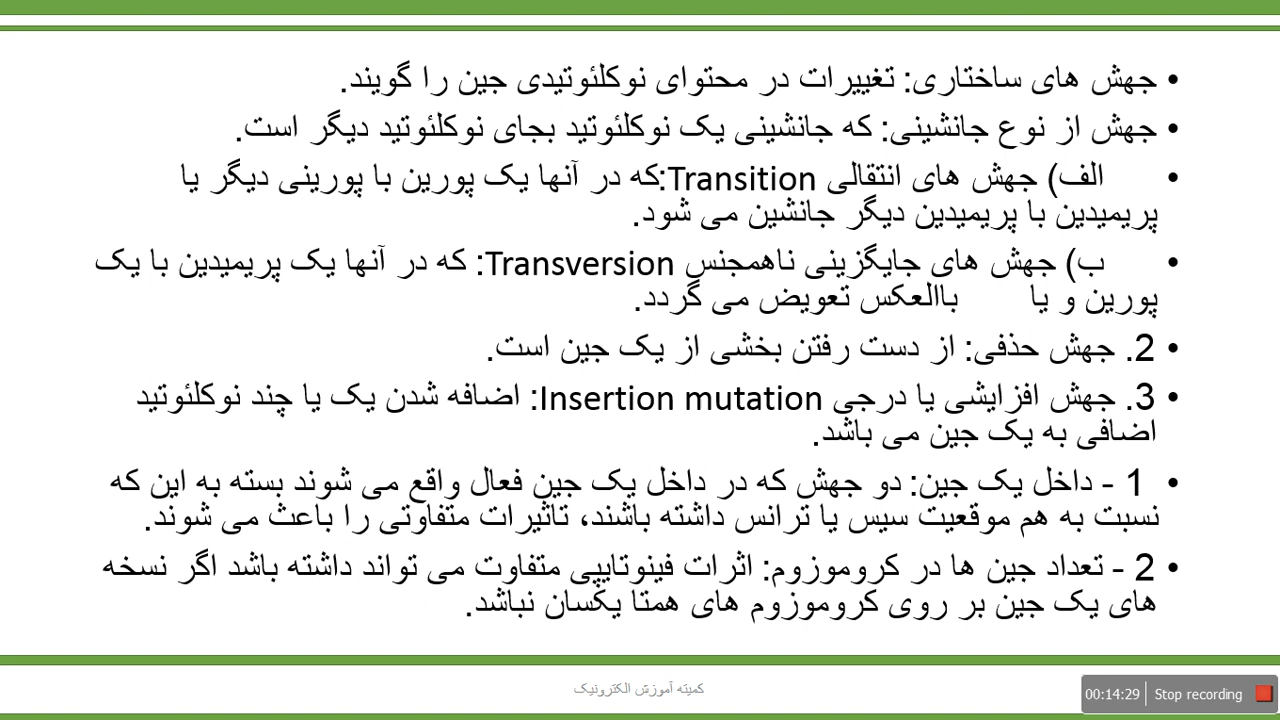 • جهش های ساختاری: تغییرات در محتوای نوکلئوتیدی جین را گویند.
• جهش از نوع جانشینی: که جانشینی یک نوکلئوتید بجای نوکلئوتید دیگر است.
• الف) جهش های انتقالی Transition:که در آنها یک پورین با پورینی دیگر یا
پریمیدین با پریمیدین دیگر جانشین می شود.
• ب) جهش های جایگزینی ناهمجنس Transversion: که در آنها یک پریمیدین با یک
پورین و یا باالعکس تعویض می گردد.
• 2. جهش حذفی: از دست رفتن بخشی از یک جین است.
• 3. جهش افزایشی یا درجی Insertion mutation: اضافه شدن یک یا چند نوکلئوتید
اضافی به یک جین می باشد.
• 1 - داخل یک جین: دو جهش که در داخل یک جین فعال واقع می شوند بسته به این که
نسبت به هم موقعیت سیس یا ترانس داشته باشند، تاثیرات متفاوتی را باعث می شوند.
• 2 - تعداد جین ها در کروموزوم: اثرات فینوتایپی متفاوت می تواند داشته باشد اگر نسخه
های یک جین بر روی کروموزوم های همتا یکسان نباشد.
کمیته آموزش الکترونیک
00:14:29 Stop recording